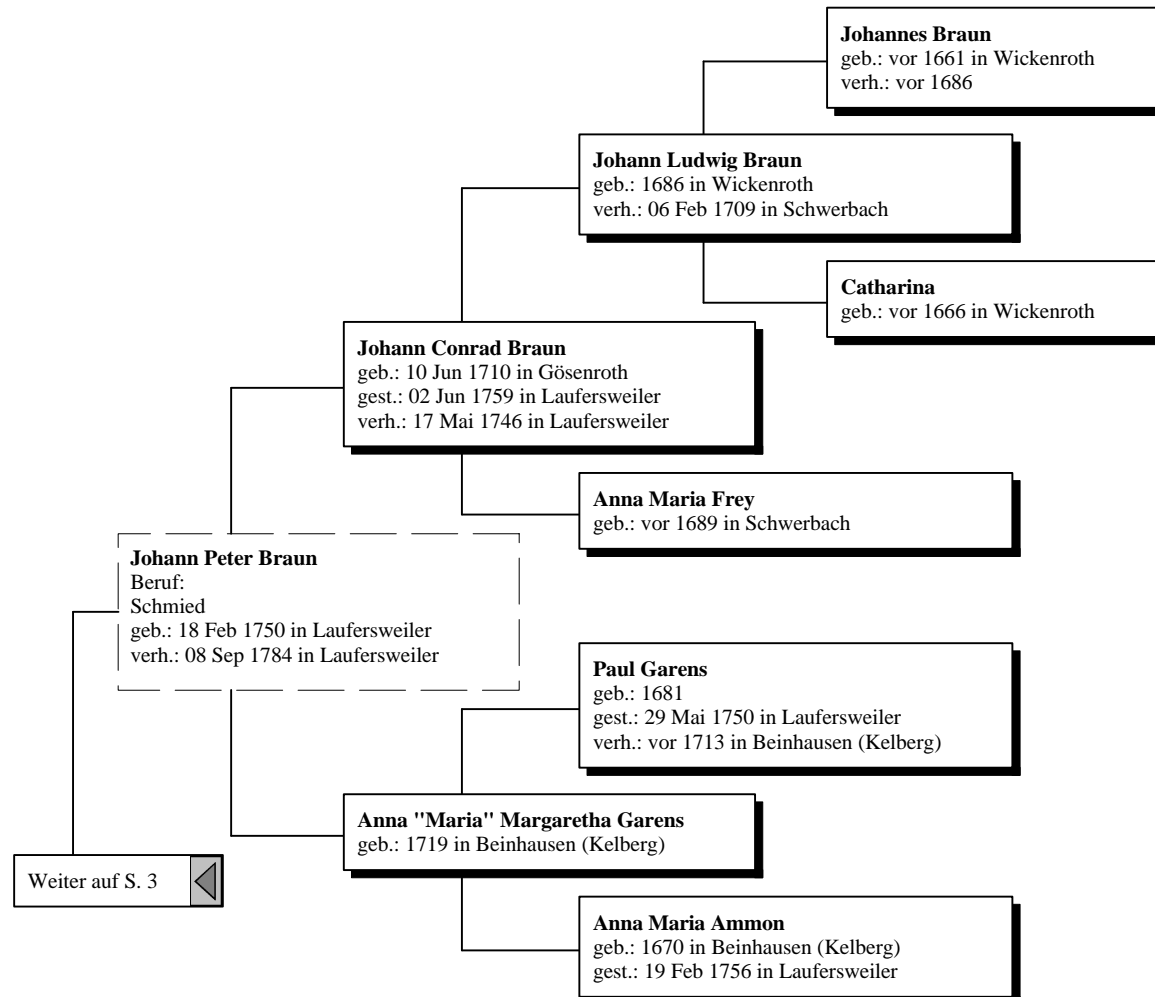 Johannes Braun
geb.: vor 1661 in Wickenroth
verh.: vor 1686
Johann Ludwig Braun
geb.: 1686 in Wickenroth
verh.: 06 Feb 1709 in Schwerbach
Catharina
geb.: vor 1666 in Wickenroth
Johann Conrad Braun
geb.: 10 Jun 1710 in Gösenroth
gest.: 02 Jun 1759 in Laufersweiler
verh.: 17 Mai 1746 in Laufersweiler
Anna Maria Frey
geb.: vor 1689 in Schwerbach
Johann Peter Braun
Beruf:
Schmied
geb.: 18 Feb 1750 in Laufersweiler
verh.: 08 Sep 1784 in Laufersweiler
Paul Garens
geb.: 1681
gest.: 29 Mai 1750 in Laufersweiler
verh.: vor 1713 in Beinhausen (Kelberg)
Anna "Maria" Margaretha Garens
geb.: 1719 in Beinhausen (Kelberg)
Weiter auf S. 3
Anna Maria Ammon
geb.: 1670 in Beinhausen (Kelberg)
gest.: 19 Feb 1756 in Laufersweiler